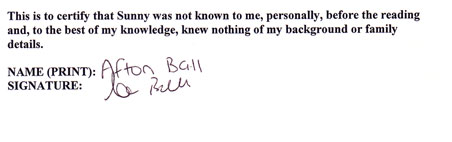 This is to certify that Sunny was not known to me, personally, before the reading
and, to the best of my knowledge, knew nothing of my background or family
details.
NAME (PRINT): Afton Ball
SIGNATURE: Ball